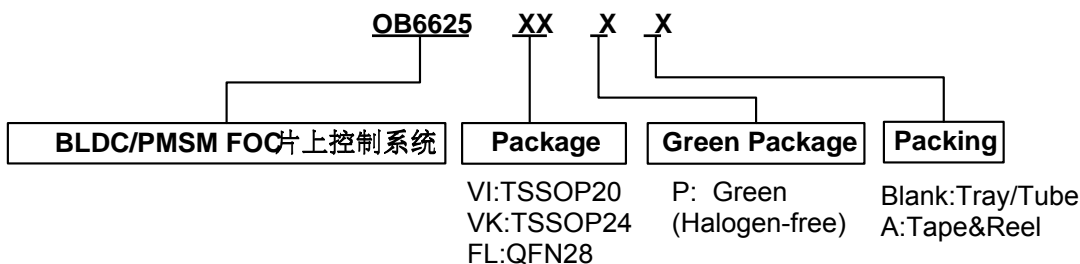 OB6625 XX X X
BLDC/PMSM FOC片上控制系统
Package
Green Package
Packing
VI:TSSOP20
VK:TSSOP24
FL:QFN28
P: Green
(Halogen-free)
Blank:Tray/Tube
A:Tape&Reel